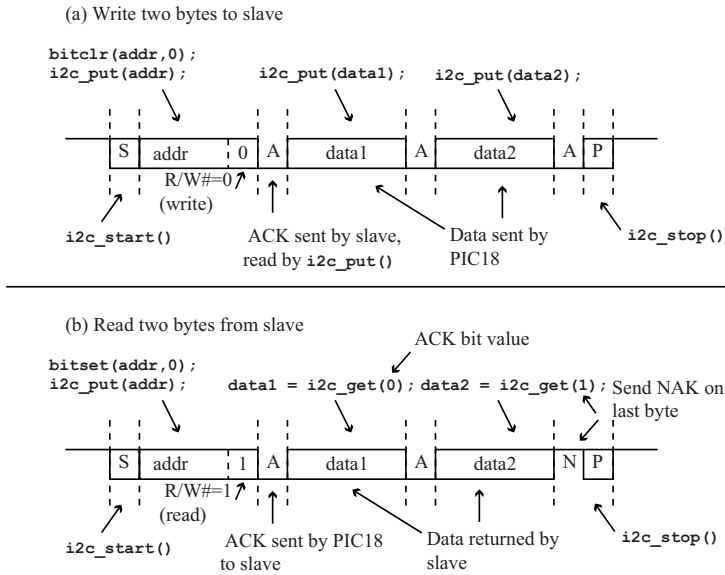 (a) Write two bytes to slave
bitclr(addr,0);
i2c_put(addr); i2c_put(data1); i2c_put(data2);
S addr 0 A data1 A data2 A P
R/W#=0
(write)
i2c_start()
ACK sent by slave,
read by i2c_put()
Data sent by
PIC18
i2c_stop()
(b) Read two bytes from slave
ACK bit value
bitset(addr,0);
i2c_put(addr); data1 = i2c_get(0); data2 = i2c_get(1);
Send NAK on
last byte
S addr 1 A data1 A data2 N P
R/W#=1
(read)
i2c_start()
ACK sent by PIC18
to slave
Data returned by
slave
i2c_stop()